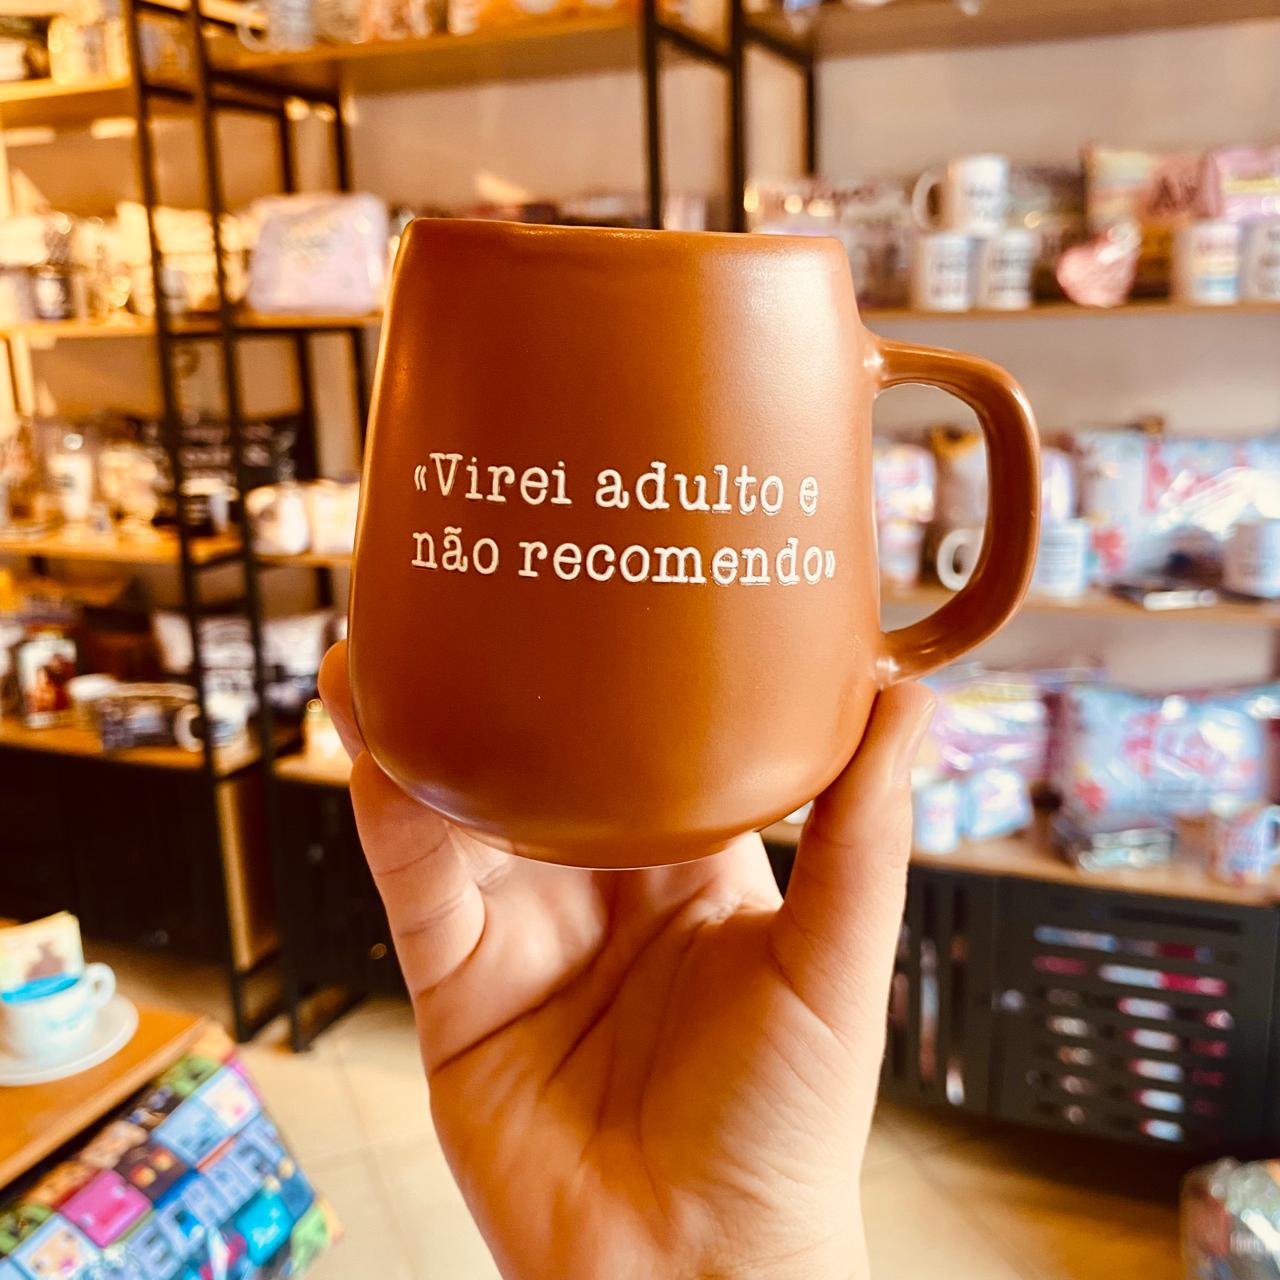 «Virei adulto e
não recomendo»